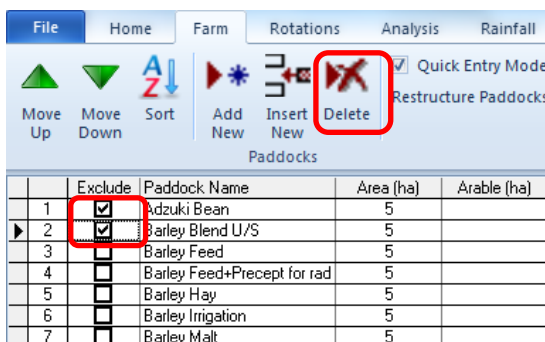 File Home Farm Rotations Analysis Rainfall
Move Up Move Down Sort Add New Insert New Delete Quick Entry Mode
Restructure Paddocks
Paddocks
Exclude Paddock Name Area (ha) Arable (ha)
1 Adzuki Bean 5
2 Barley Blend U/S 5
3 Barley Feed 5
4 Barley Feed+Precept for rad 5
5 Barley Hay 5
6 Barley Irrigation 5
7 Barley Malt 5